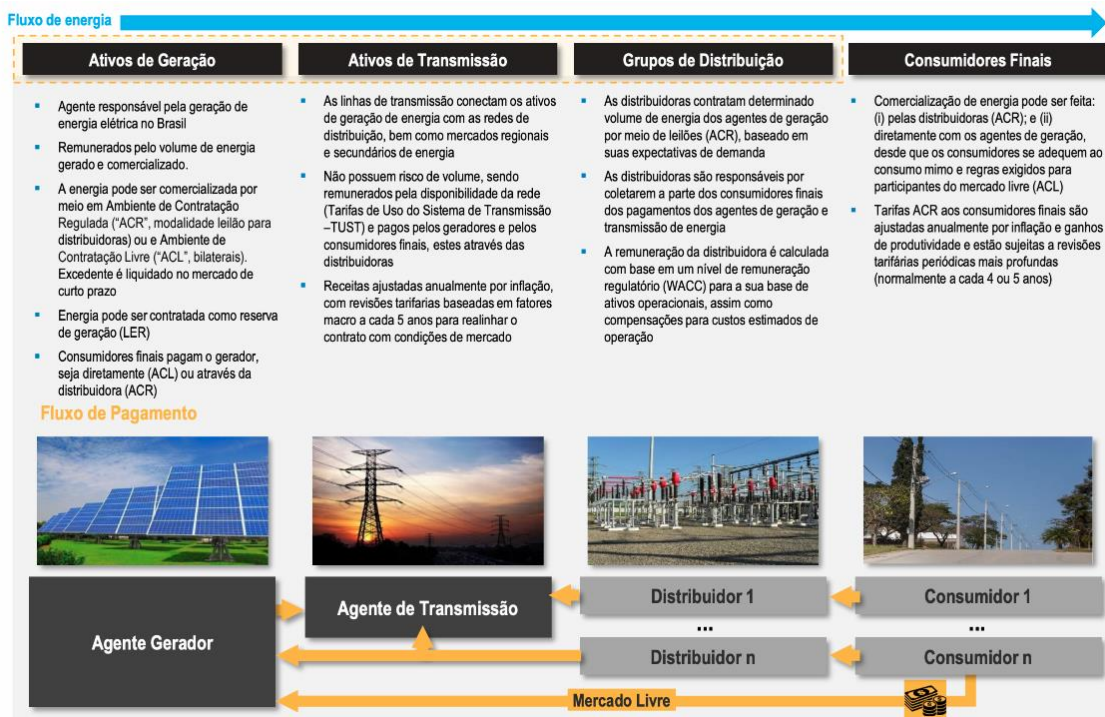 Fluxo de energia
Ativos de Geração
Agente responsável pela geração de
energia elétrica no Brasil
Remunerados pelo volume de energia
gerado e comercializado.
A energia pode ser comercializada por
meio em Ambiente de Contratação
Regulada (“ACR”, modalidade leilão para
distribuidoras) ou e Ambiente de
Contratação Livre (“ACL”, bilaterais).
Excedente é liquidado no mercado de
curto prazo
Energia pode ser contratada como reserva
de geração (LER)
Consumidores finais pagam o gerador,
seja diretamente (ACL) ou através da
distribuidora (ACR)
Ativos de Transmissão
As linhas de transmissão conectam os ativos
de geração de energia com as redes de
distribuição, bem como mercados regionais
e secundários de energia
Não possuem risco de volume, sendo
remunerados pela disponibilidade da rede
(Tarifas de Uso do Sistema de Transmissão
–TUST) e pagos pelos geradores e pelos
consumidores finais, estes através das
distribuidoras
Receitas ajustadas anualmente por inflação,
com revisões tarifarias baseadas em fatores
macro a cada 5 anos para realinhar o
contrato com condições de mercado
Grupos de Distribuição
As distribuidoras contratam determinado
volume de energia dos agentes de geração
por meio de leilões (ACR), baseado em
suas expectativas de demanda
As distribuidoras são responsáveis por
coletarem a parte dos consumidores finais
dos pagamentos dos agentes de geração e
transmissão de energia
A remuneração da distribuidora é calculada
com base em um nível de remuneração
regulatório (WACC) para a sua base de
ativos operacionais, assim como
compensações para custos estimados de
operação
Consumidores Finais
Comercialização de energia pode ser feita:
(i) pelas distribuidoras (ACR); e (ii)
diretamente com os agentes de geração,
desde que os consumidores se adequem ao
consumo mimo e regras exigidos para
participantes do mercado livre (ACL)
Tarifas ACR aos consumidores finais são
ajustadas anualmente por inflação e ganhos
de produtividade e estão sujeitas a revisões
tarifárias periódicas mais profundas
(normalmente a cada 4 ou 5 anos)
Fluxo de Pagamento
Agente Gerador
Agente de Transmissão
Distribuidor 1
...
Distribuidor n
Consumidor 1
...
Consumidor n
Mercado Livre